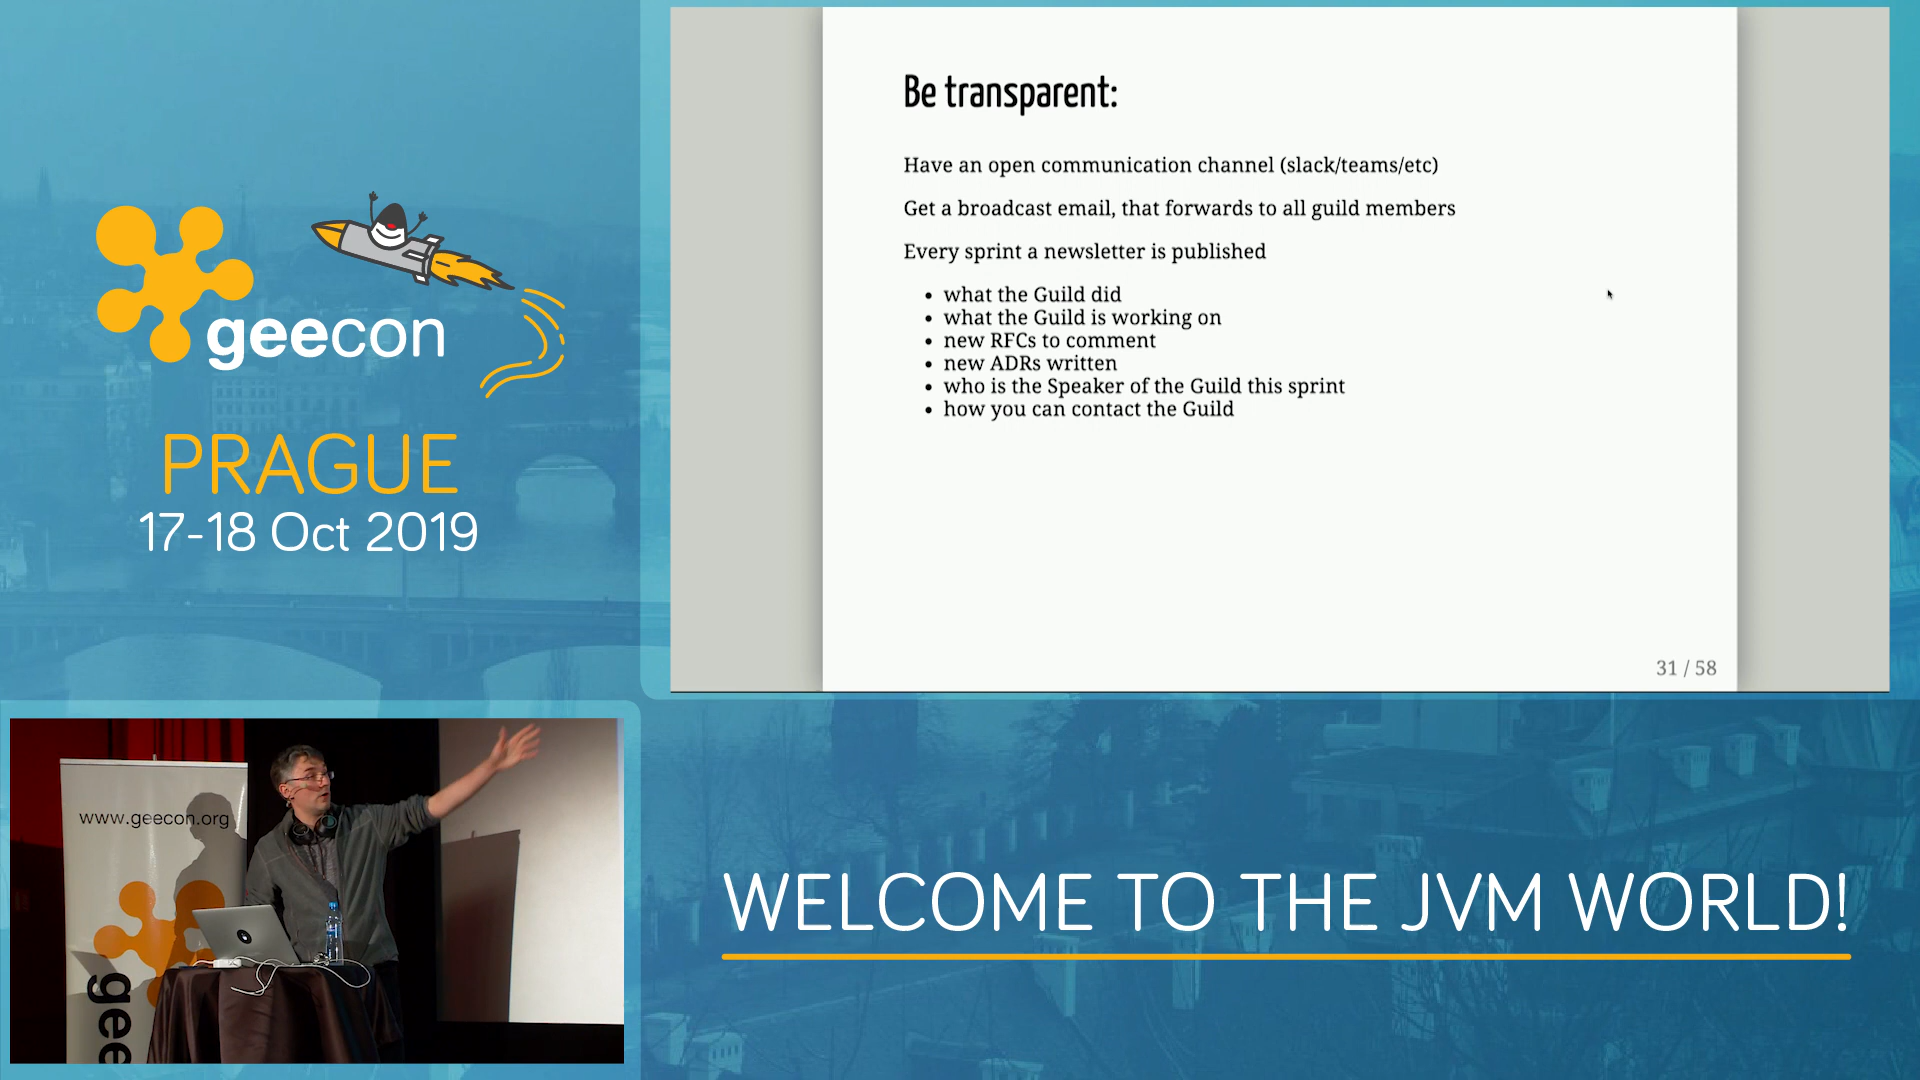 geecon
PRAGUE
17-18 Oct 2019
Be transparent:
Have an open communication channel (slack/teams/etc)
Get a broadcast email, that forwards to all guild members
Every sprint a newsletter is published
• what the Guild did
• what the Guild is working on
• new RFCs to comment
• new ADRs written
• who is the Speaker of the Guild this sprint
• how you can contact the Guild
31 / 58
www.geecon.org
gee
WELCOME TO THE JVM WORLD!